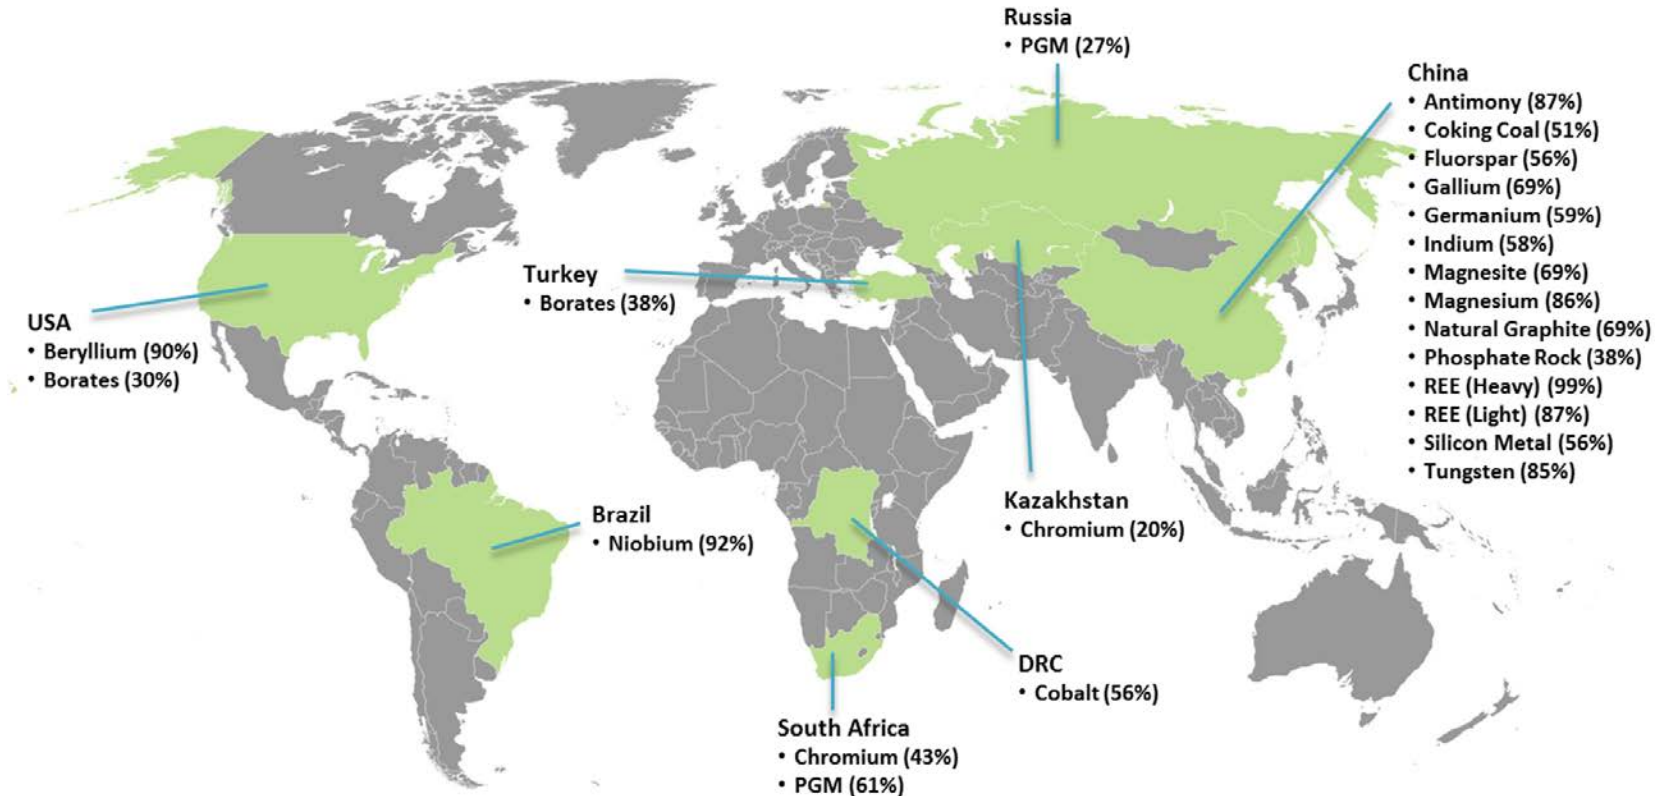 Russia
• PGM (27%)
China
• Antimony (87%)
• Coking Coal (51%)
• Fluorspar (56%)
• Gallium (69%)
• Germanium (59%)
• Indium (58%)
• Magnesite (69%)
• Magnesium (86%)
• Natural Graphite (69%)
• Phosphate Rock (38%)
• REE (Heavy) (99%)
• REE (Light) (87%)
• Silicon Metal (56%)
• Tungsten (85%)
Turkey
• Borates (38%)
USA
• Beryllium (90%)
• Borates (30%)
Kazakhstan
• Chromium (20%)
Brazil
• Niobium (92%)
DRC
• Cobalt (56%)
South Africa
• Chromium (43%)
• PGM (61%)